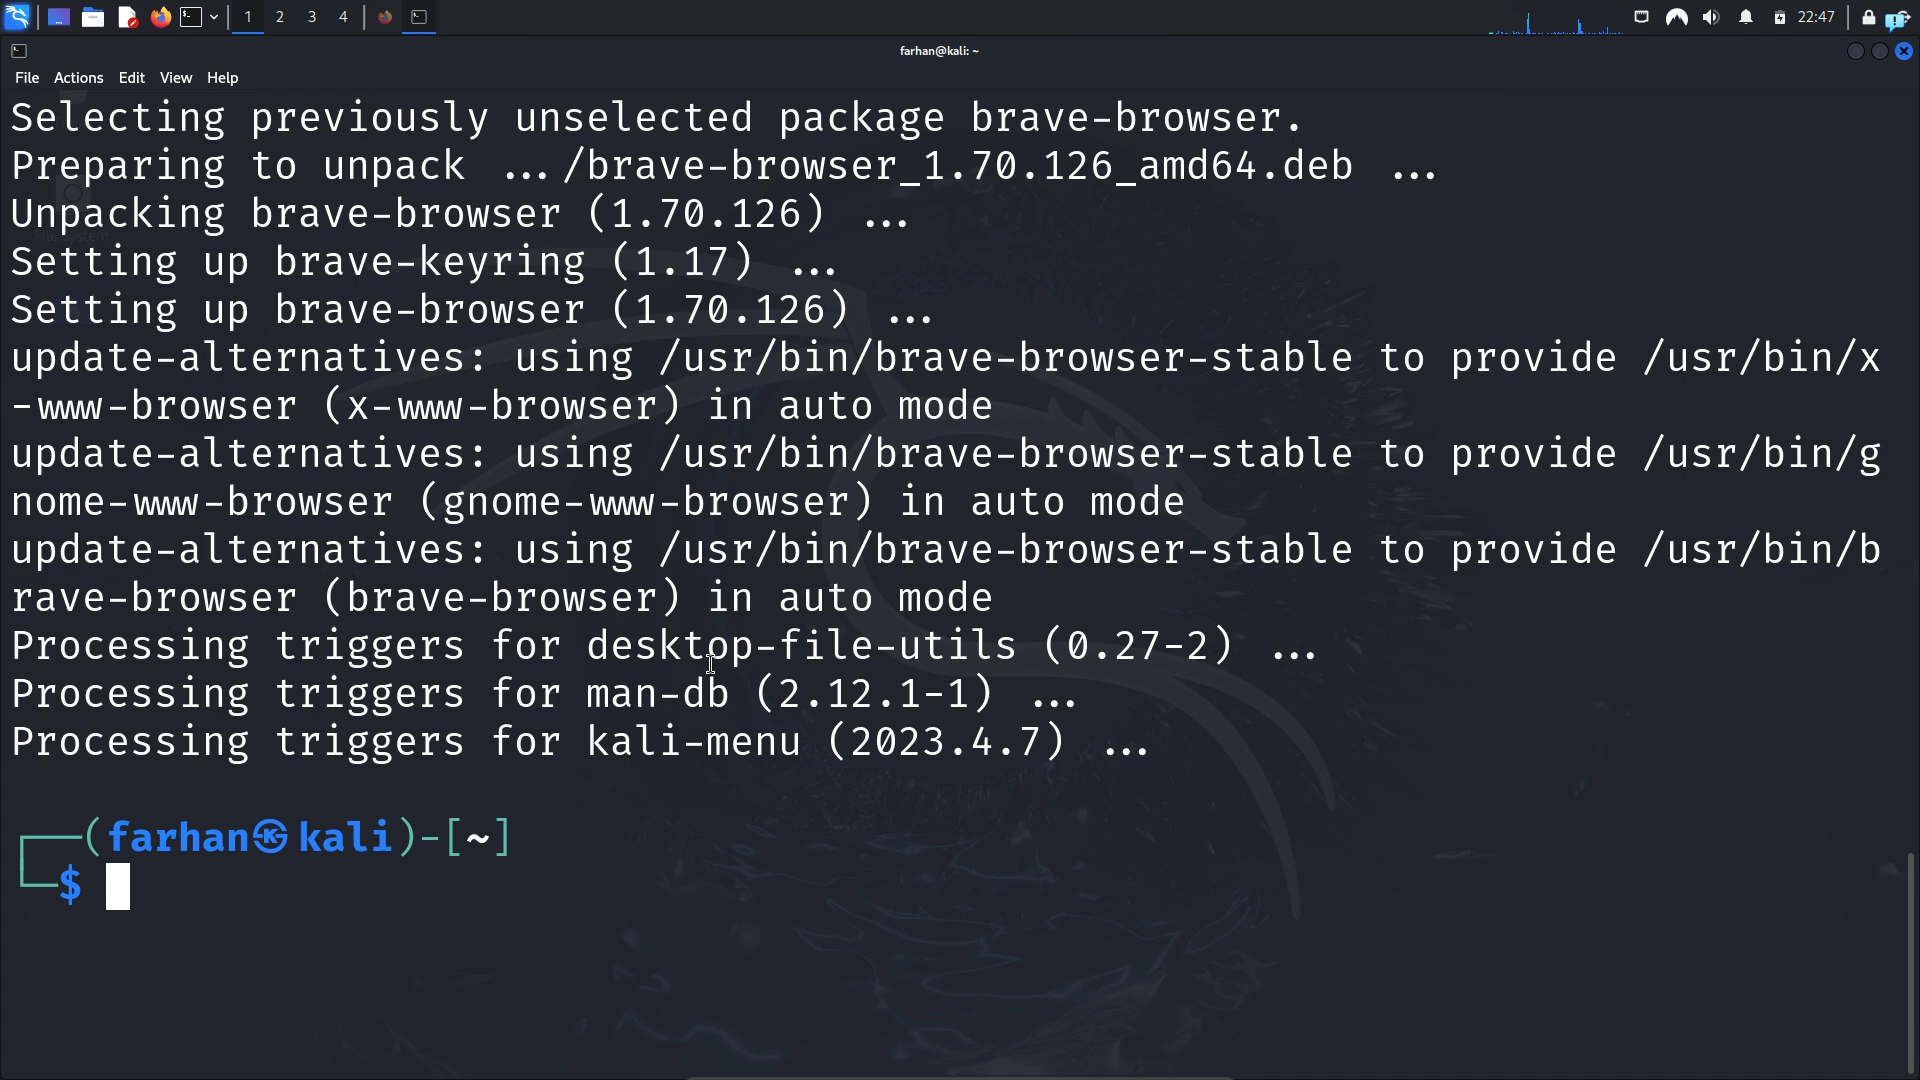 1 2 3 4 22:47
farhan@kali: ~
File Actions Edit View Help
Selecting previously unselected package brave-browser.
Preparing to unpack .../brave-browser_1.70.126_amd64.deb ...
Unpacking brave-browser (1.70.126) ...
Setting up brave-keyring (1.17) ...
Setting up brave-browser (1.70.126) ...
update-alternatives: using /usr/bin/brave-browser-stable to provide /usr/bin/x
-www-browser (x-www-browser) in auto mode
update-alternatives: using /usr/bin/brave-browser-stable to provide /usr/bin/g
nome-www-browser (gnome-www-browser) in auto mode
update-alternatives: using /usr/bin/brave-browser-stable to provide /usr/bin/b
rave-browser (brave-browser) in auto mode
Processing triggers for desktop-file-utils (0.27-2) ...
Processing triggers for man-db (2.12.1-1) ...
Processing triggers for kali-menu (2023.4.7) ...
┌──(farhan㉿kali)-[~]
└─$